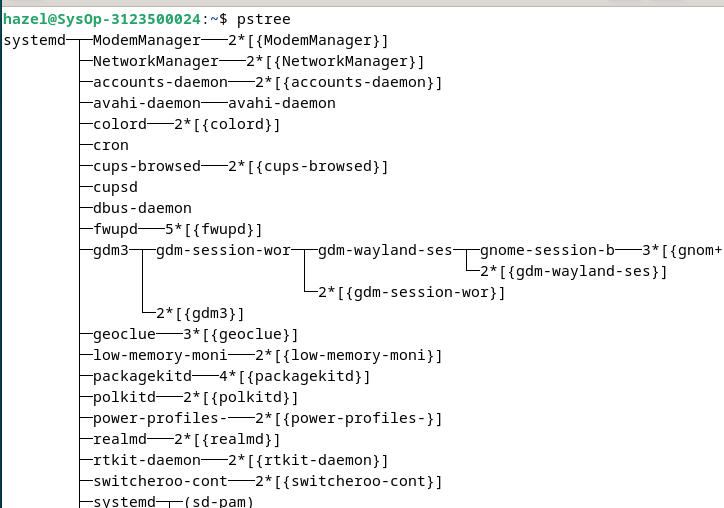 hazel@SysOp-3123500024:~$ pstree
systemd─┬─ModemManager───2*[{ModemManager}]
        ├─NetworkManager───2*[{NetworkManager}]
        ├─accounts-daemon───2*[{accounts-daemon}]
        ├─avahi-daemon───avahi-daemon
        ├─colord───2*[{colord}]
        ├─cron
        ├─cups-browsed───2*[{cups-browsed}]
        ├─cupsd
        ├─dbus-daemon
        ├─fwupd───5*[{fwupd}]
        ├─gdm3─┬─gdm-session-wor─┬─gdm-wayland-ses─┬─gnome-session-b───3*[{gnom+
        │      │                 │                 └─2*[{gdm-wayland-ses}]
        │      │                 └─2*[{gdm-session-wor}]
        │      └─2*[{gdm3}]
        ├─geoclue───3*[{geoclue}]
        ├─low-memory-moni───2*[{low-memory-moni}]
        ├─packagekitd───4*[{packagekitd}]
        ├─polkitd───2*[{polkitd}]
        ├─power-profiles-───2*[{power-profiles-}]
        ├─realmd───2*[{realmd}]
        ├─rtkit-daemon───2*[{rtkit-daemon}]
        ├─switcheroo-cont───2*[{switcheroo-cont}]
        ├─systemd─┬─(sd-pam)